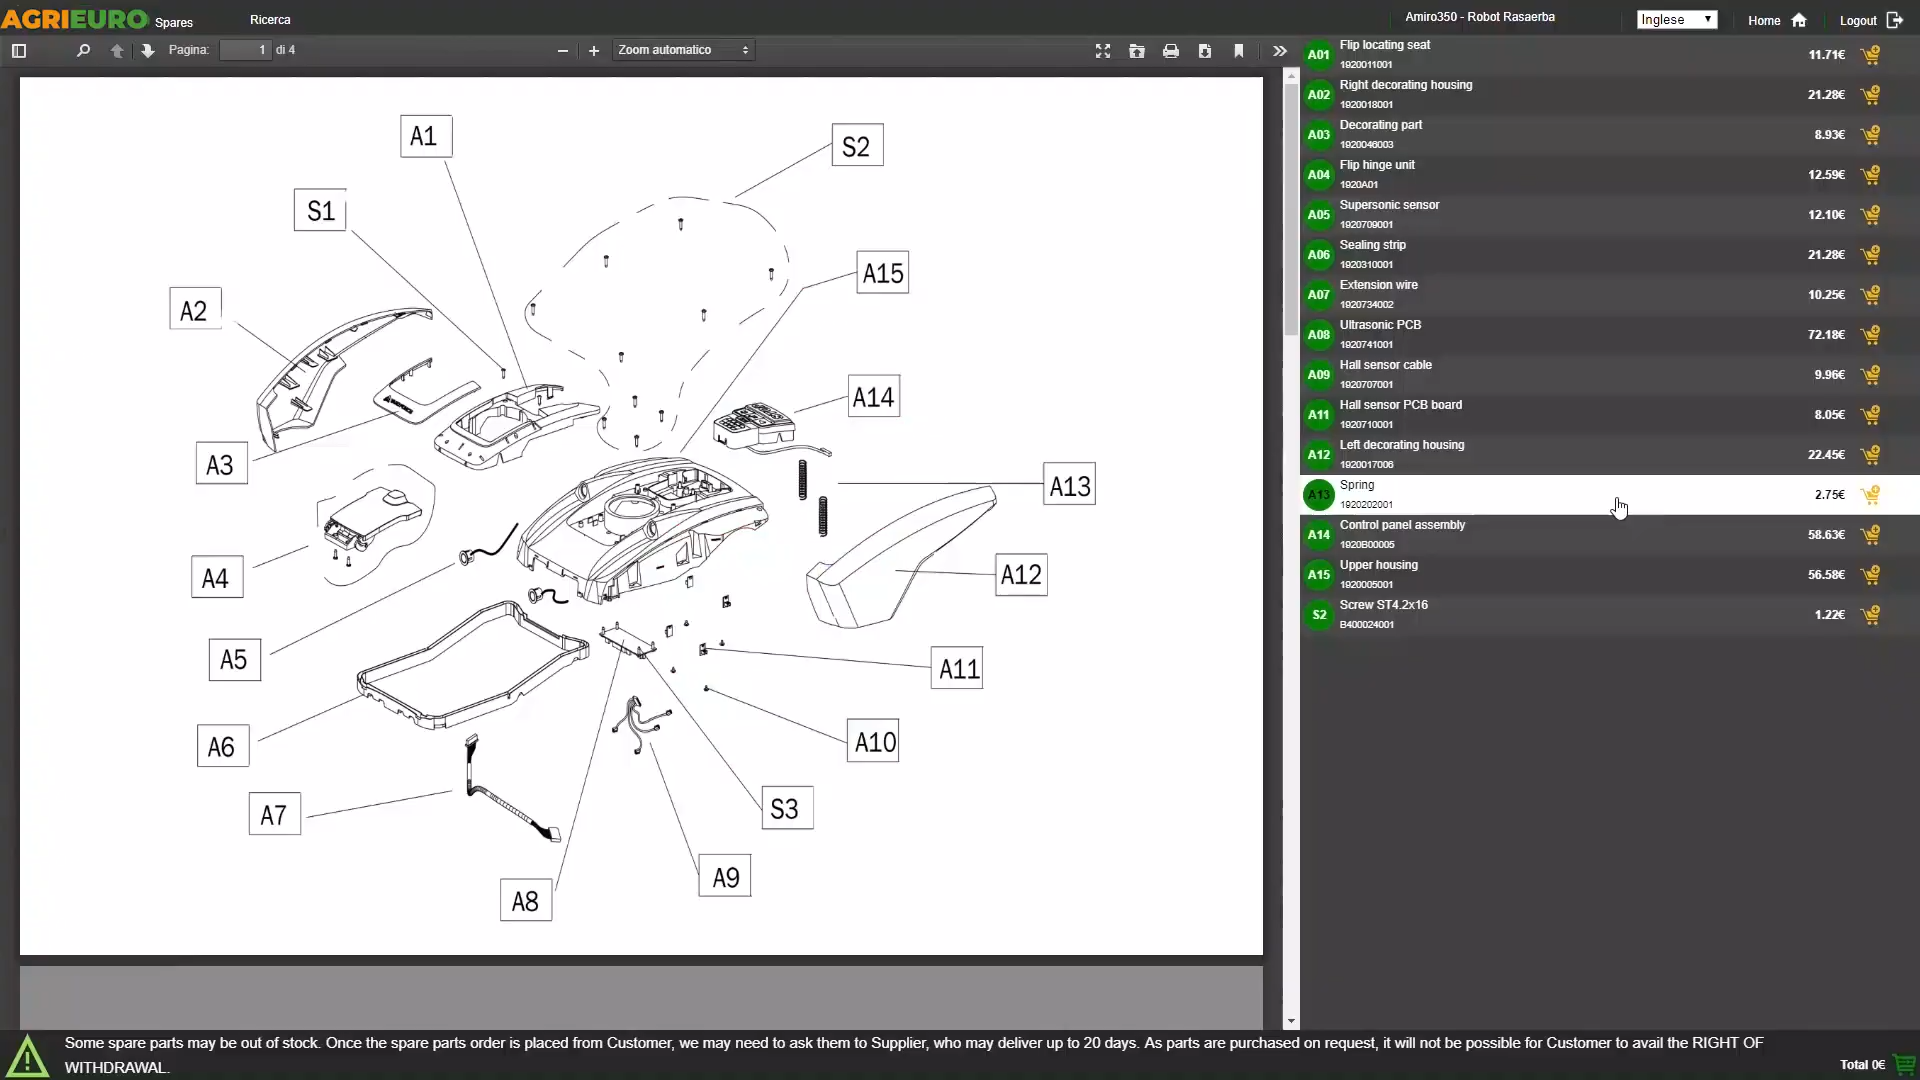 AGRIEURO Spares
Ricerca
Amiro350 - Robot Rasaerba
Inglese
Home
Logout
Pagina: 1 di 4
Zoom automatico
A1
S2
S1
A15
A2
A14
A3
A13
A4
A12
A5
A11
A6
A10
A7
S3
A9
A8
A01 Flip locating seat 11.71€
1920011001
A02 Right decorating housing 21.28€
1920018001
A03 Decorating part 8.93€
1920046003
A04 Flip hinge unit 12.59€
1920A01
A05 Supersonic sensor 12.10€
1920709001
A06 Sealing strip 21.28€
1920310001
A07 Extension wire 10.25€
1920734002
A08 Ultrasonic PCB 72.18€
1920741001
A09 Hall sensor cable 9.96€
1920707001
A11 Hall sensor PCB board 8.05€
1920710001
A12 Left decorating housing 22.45€
1920017006
A13 Spring 2.75€
1920202001
A14 Control panel assembly 58.63€
1920B00005
A15 Upper housing 56.58€
1920005001
S2 Screw ST4.2x16 1.22€
B400024001
Some spare parts may be out of stock. Once the spare parts order is placed from Customer, we may need to ask them to Supplier, who may deliver up to 20 days. As parts are purchased on request, it will not be possible for Customer to avail the RIGHT OF
WITHDRAWAL.
Total 0€